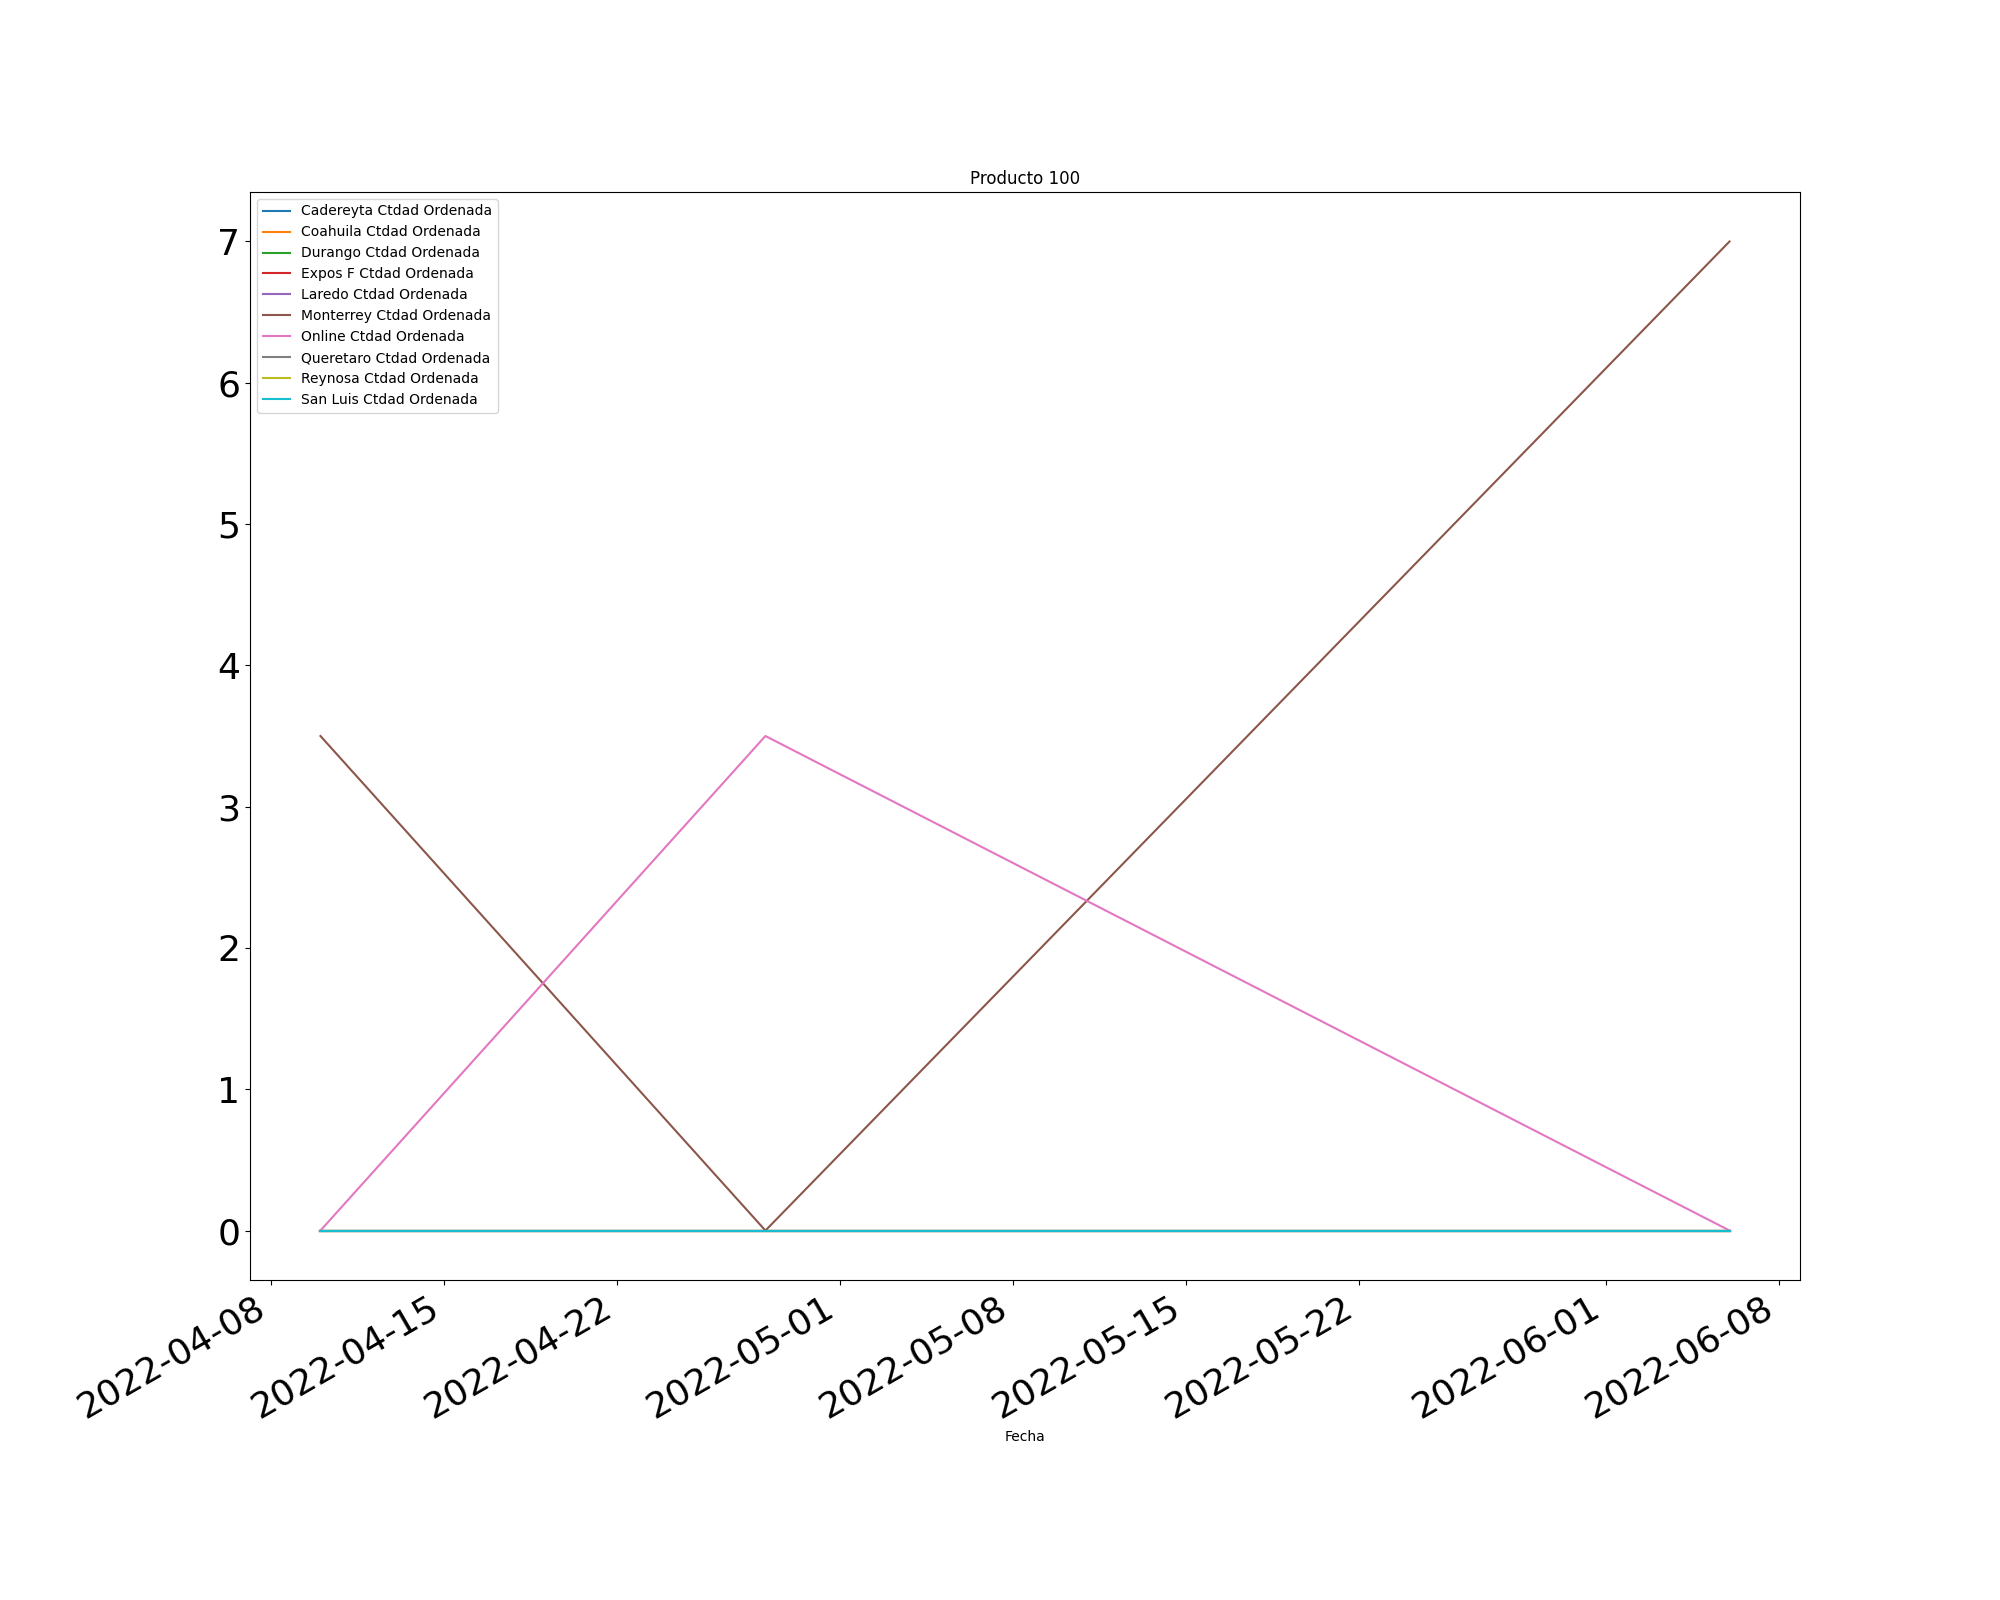 Producto 100
Cadereyta Ctdad Ordenada
Coahuila Ctdad Ordenada
Durango Ctdad Ordenada
Expos F Ctdad Ordenada
Laredo Ctdad Ordenada
Monterrey Ctdad Ordenada
Online Ctdad Ordenada
Queretaro Ctdad Ordenada
Reynosa Ctdad Ordenada
San Luis Ctdad Ordenada
7
6
5
4
3
2
1
0
2022-04-08
2022-04-15
2022-04-22
2022-05-01
2022-05-08
2022-05-15
2022-05-22
2022-06-01
2022-06-08
Fecha